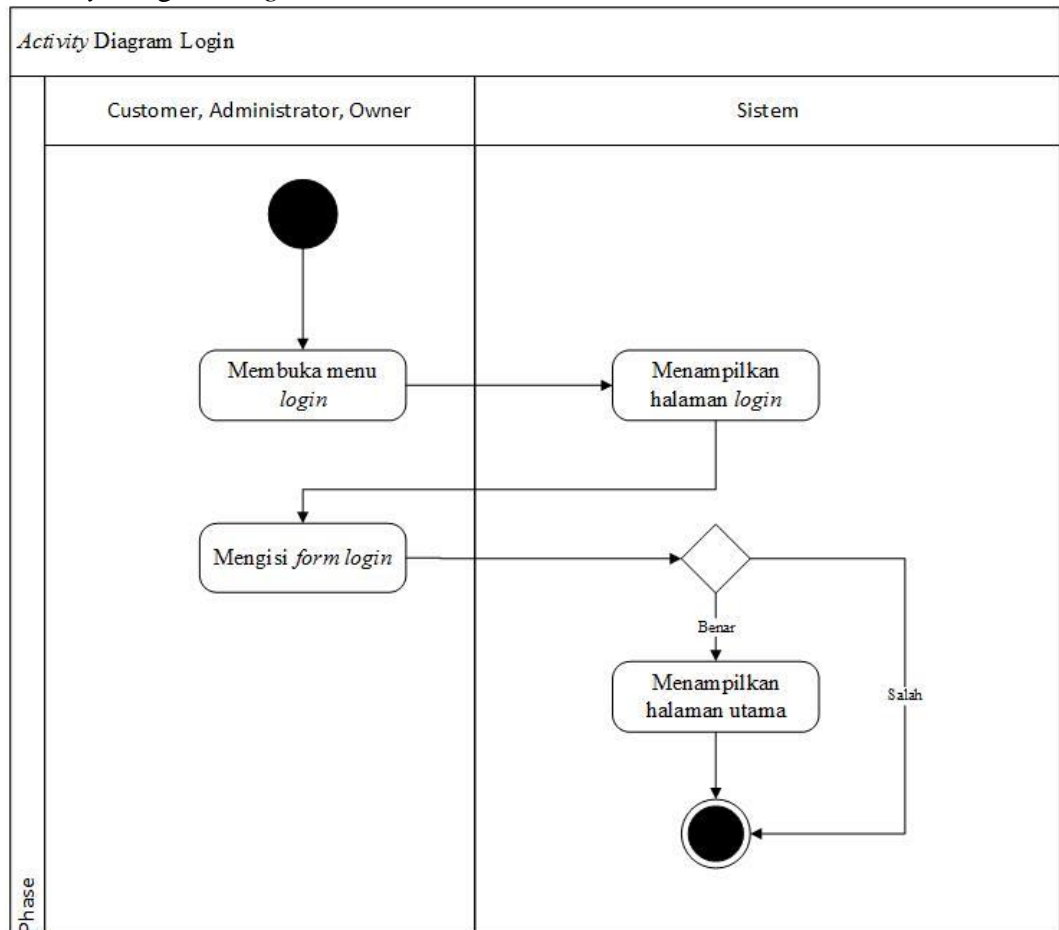 Activity Diagram Login
Customer, Administrator, Owner
Sistem
Membuka menu
login
Menampilkan
halaman login
Mengisi form login
Benar
Menampilkan
halaman utama
Salah
Phase